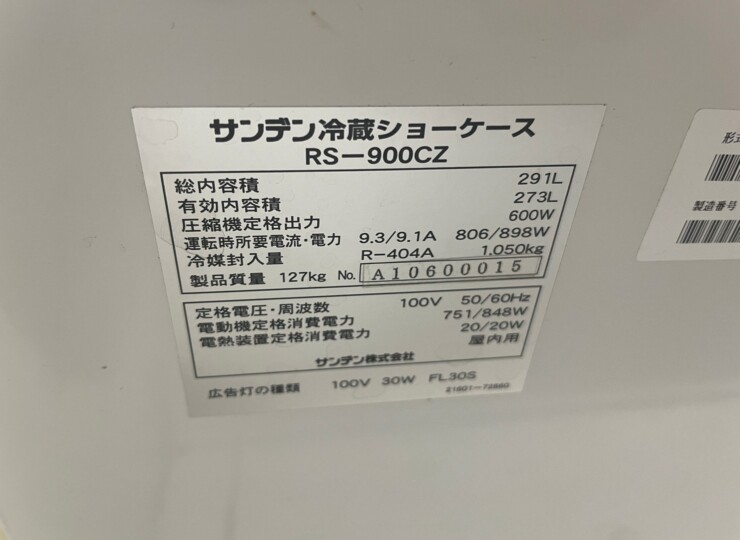 サンデン冷蔵ショーケース
RS－900CZ
総内容積 291L
有効内容積 273L
圧縮機定格出力 600W
運転時所要電流・電力 9.3/9.1A 806/898W
冷媒封入量 R－404A 1.050kg
製品質量 127kg No. A10600015
定格電圧・周波数 100V 50/60Hz
電動機定格消費電力 751/848W
電熱装置定格消費電力 20/20W
屋内用
サンデン株式会社
広告灯の種類 100V 30W FL30S
形式
製造番号